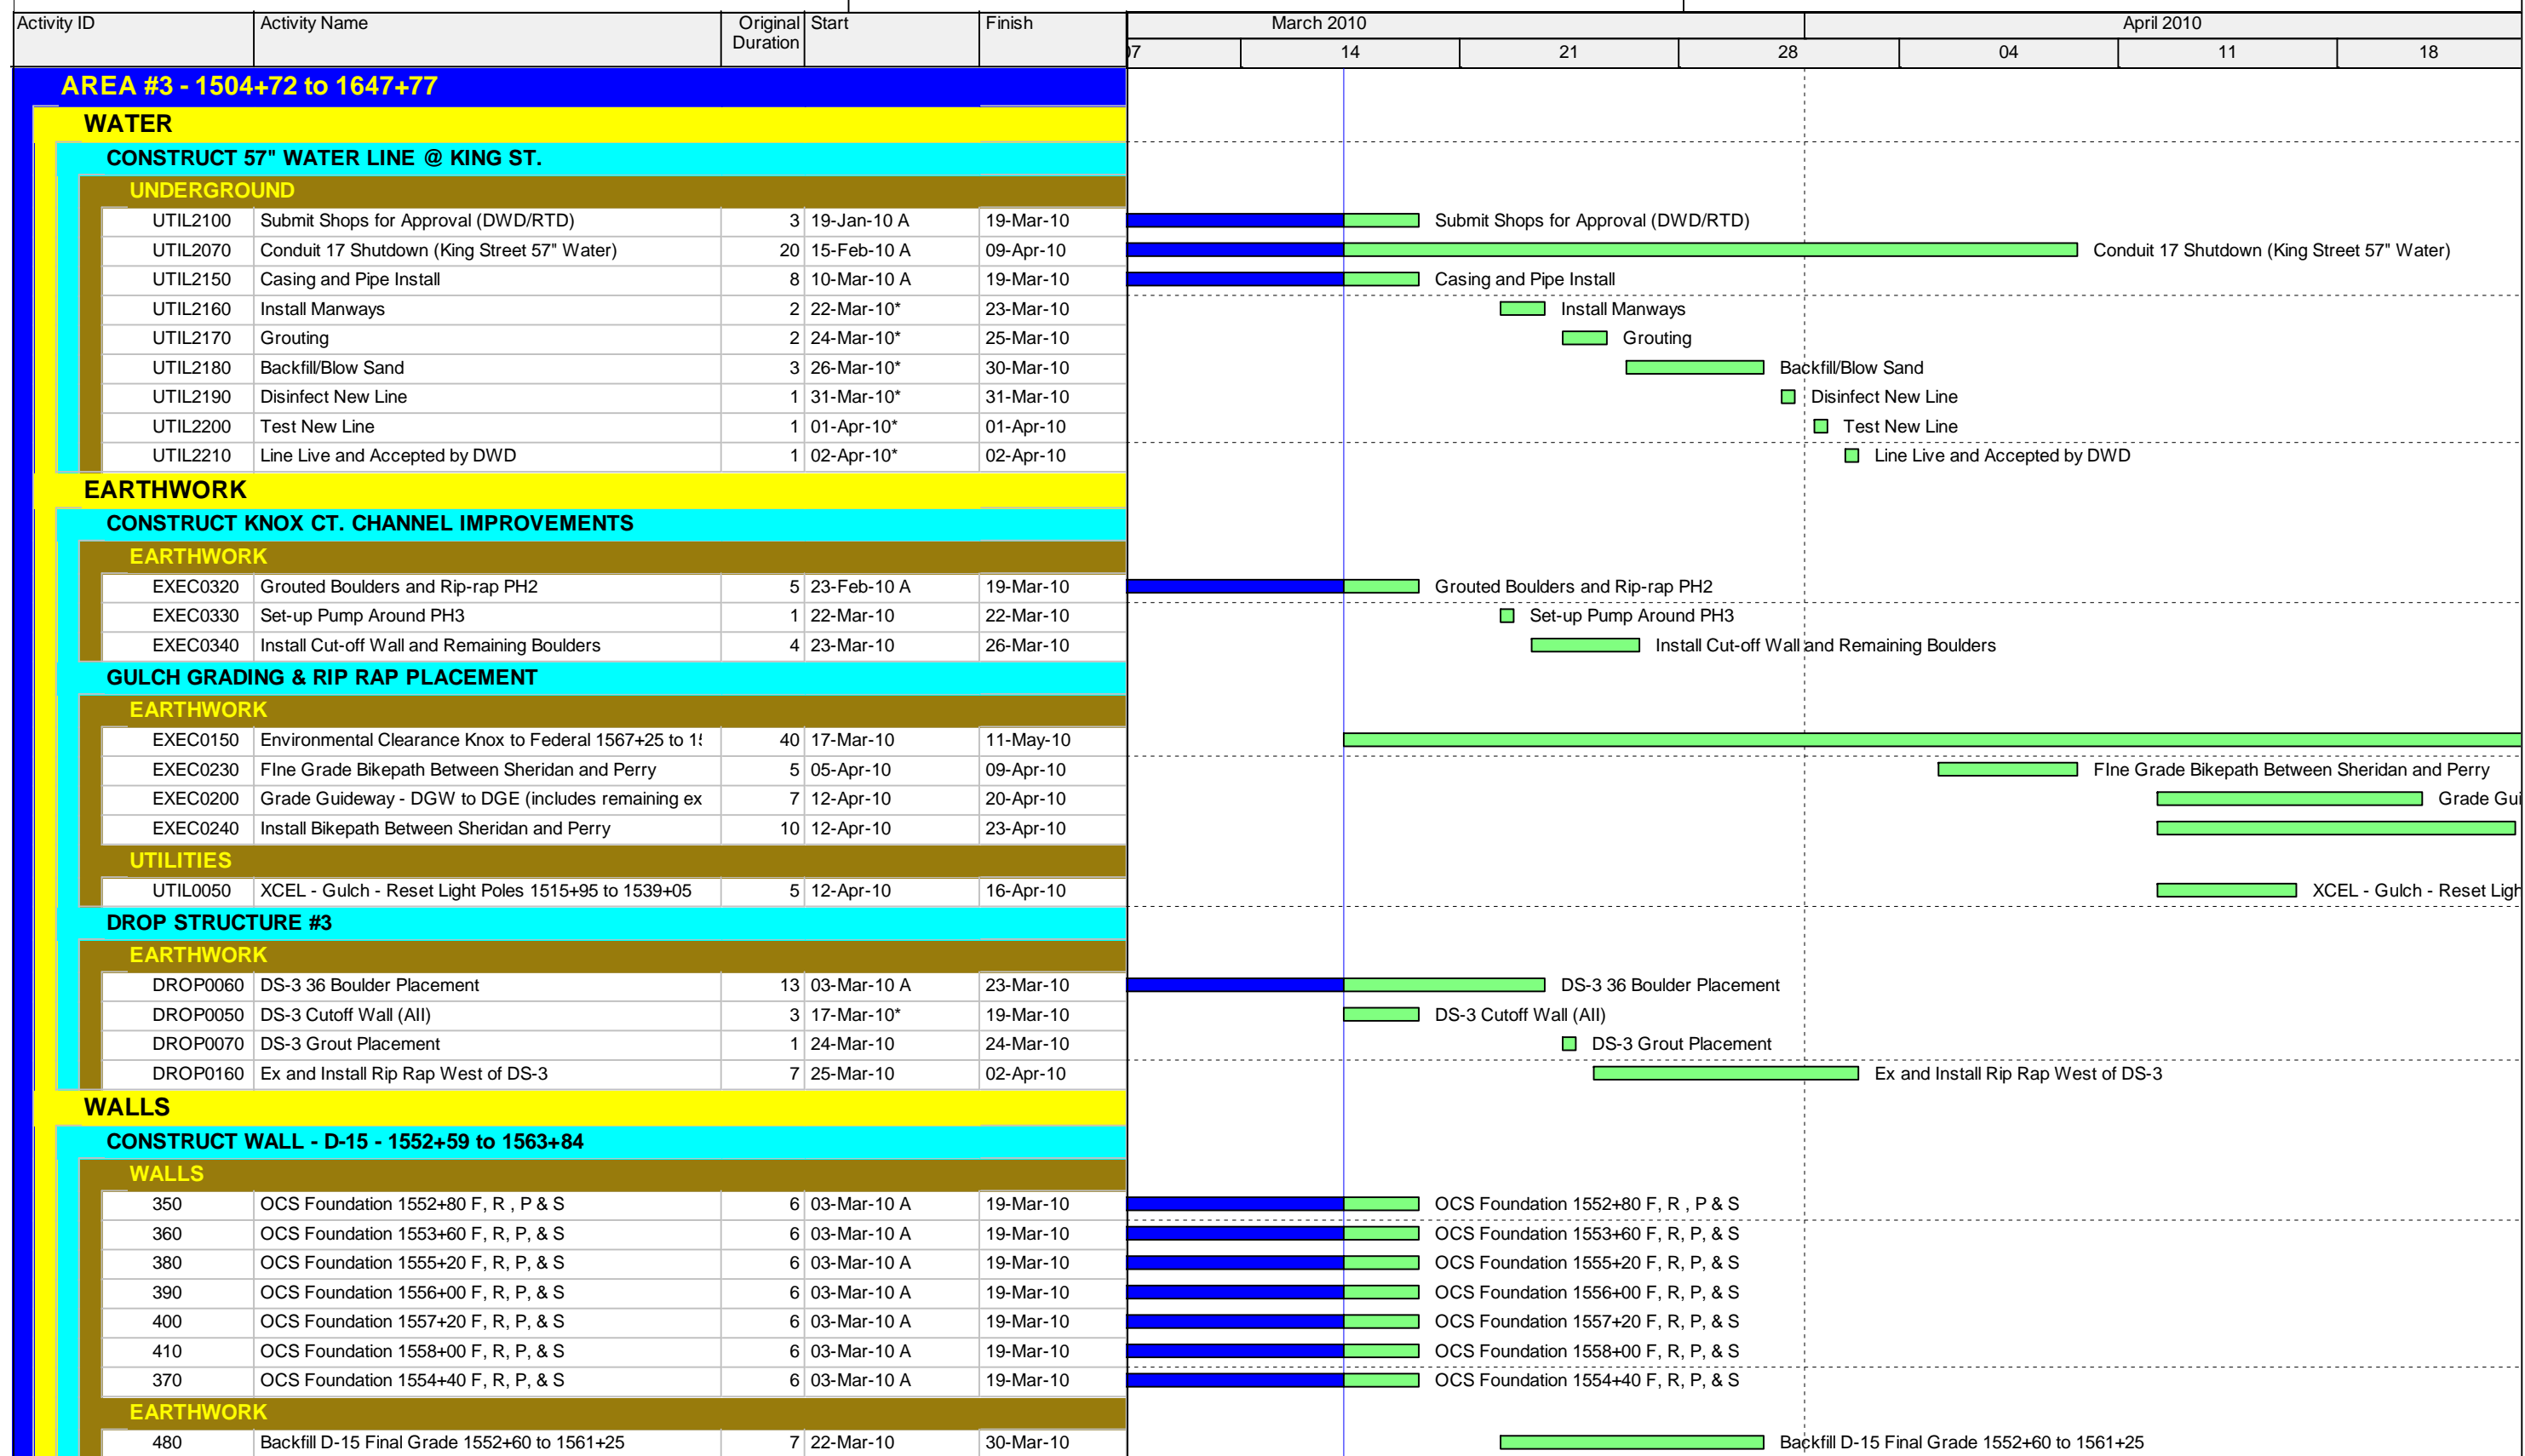 Activity ID Activity Name Original Duration Start Finish March 2010 April 2010
07 14 21 28 04 11 18
AREA #3 - 1504+72 to 1647+77
WATER
CONSTRUCT 57" WATER LINE @ KING ST.
UNDERGROUND
UTIL2100 Submit Shops for Approval (DWD/RTD) 3 19-Jan-10 A 19-Mar-10 Submit Shops for Approval (DWD/RTD)
UTIL2070 Conduit 17 Shutdown (King Street 57" Water) 20 15-Feb-10 A 09-Apr-10 Conduit 17 Shutdown (King Street 57" Water)
UTIL2150 Casing and Pipe Install 8 10-Mar-10 A 19-Mar-10 Casing and Pipe Install
UTIL2160 Install Manways 2 22-Mar-10* 23-Mar-10 Install Manways
UTIL2170 Grouting 2 24-Mar-10* 25-Mar-10 Grouting
UTIL2180 Backfill/Blow Sand 3 26-Mar-10* 30-Mar-10 Backfill/Blow Sand
UTIL2190 Disinfect New Line 1 31-Mar-10* 31-Mar-10 Disinfect New Line
UTIL2200 Test New Line 1 01-Apr-10* 01-Apr-10 Test New Line
UTIL2210 Line Live and Accepted by DWD 1 02-Apr-10* 02-Apr-10 Line Live and Accepted by DWD
EARTHWORK
CONSTRUCT KNOX CT. CHANNEL IMPROVEMENTS
EARTHWORK
EXEC0320 Grouted Boulders and Rip-rap PH2 5 23-Feb-10 A 19-Mar-10 Grouted Boulders and Rip-rap PH2
EXEC0330 Set-up Pump Around PH3 1 22-Mar-10 22-Mar-10 Set-up Pump Around PH3
EXEC0340 Install Cut-off Wall and Remaining Boulders 4 23-Mar-10 26-Mar-10 Install Cut-off Wall and Remaining Boulders
GULCH GRADING & RIP RAP PLACEMENT
EARTHWORK
EXEC0150 Environmental Clearance Knox to Federal 1567+25 to 15 40 17-Mar-10 11-May-10
EXEC0230 FIne Grade Bikepath Between Sheridan and Perry 5 05-Apr-10 09-Apr-10 FIne Grade Bikepath Between Sheridan and Perry
EXEC0200 Grade Guideway - DGW to DGE (includes remaining ex 7 12-Apr-10 20-Apr-10 Grade Gui
EXEC0240 Install Bikepath Between Sheridan and Perry 10 12-Apr-10 23-Apr-10
UTILITIES
UTIL0050 XCEL - Gulch - Reset Light Poles 1515+95 to 1539+05 5 12-Apr-10 16-Apr-10 XCEL - Gulch - Reset Ligh
DROP STRUCTURE #3
EARTHWORK
DROP0060 DS-3 36 Boulder Placement 13 03-Mar-10 A 23-Mar-10 DS-3 36 Boulder Placement
DROP0050 DS-3 Cutoff Wall (All) 3 17-Mar-10* 19-Mar-10 DS-3 Cutoff Wall (All)
DROP0070 DS-3 Grout Placement 1 24-Mar-10 24-Mar-10 DS-3 Grout Placement
DROP0160 Ex and Install Rip Rap West of DS-3 7 25-Mar-10 02-Apr-10 Ex and Install Rip Rap West of DS-3
WALLS
CONSTRUCT WALL - D-15 - 1552+59 to 1563+84
WALLS
350 OCS Foundation 1552+80 F, R , P & S 6 03-Mar-10 A 19-Mar-10 OCS Foundation 1552+80 F, R , P & S
360 OCS Foundation 1553+60 F, R, P, & S 6 03-Mar-10 A 19-Mar-10 OCS Foundation 1553+60 F, R, P, & S
380 OCS Foundation 1555+20 F, R, P, & S 6 03-Mar-10 A 19-Mar-10 OCS Foundation 1555+20 F, R, P, & S
390 OCS Foundation 1556+00 F, R, P, & S 6 03-Mar-10 A 19-Mar-10 OCS Foundation 1556+00 F, R, P, & S
400 OCS Foundation 1557+20 F, R, P, & S 6 03-Mar-10 A 19-Mar-10 OCS Foundation 1557+20 F, R, P, & S
410 OCS Foundation 1558+00 F, R, P, & S 6 03-Mar-10 A 19-Mar-10 OCS Foundation 1558+00 F, R, P, & S
370 OCS Foundation 1554+40 F, R, P, & S 6 03-Mar-10 A 19-Mar-10 OCS Foundation 1554+40 F, R, P, & S
EARTHWORK
480 Backfill D-15 Final Grade 1552+60 to 1561+25 7 22-Mar-10 30-Mar-10 Backfill D-15 Final Grade 1552+60 to 1561+25